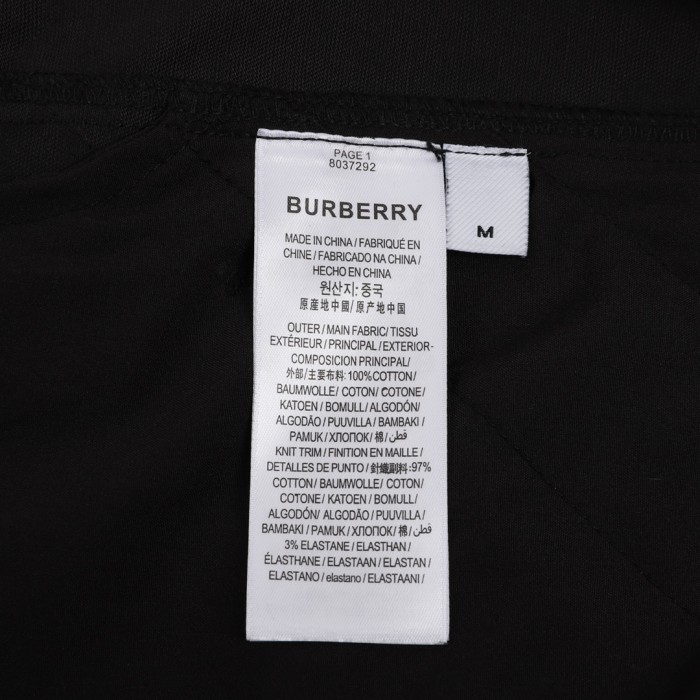 PAGE 1
8037292
BURBERRY
MADE IN CHINA / FABRIQUÉ EN
CHINE / FABRICADO NA CHINA /
HECHO EN CHINA
원산지: 중국
原産地中國/原产地中国
OUTER / MAIN FABRIC/ TISSU
EXTÉRIEUR / PRINCIPAL / EXTERIOR-
COMPOSICION PRINCIPAL/
外部/主要布料: 100%COTTON/
BAUMWOLLE/ COTON/ COTONE/
KATOEN / BOMULL/ ALGODÓN/
ALGODÃO / PUUVILLA / BAMBAKI /
PAMUK / ХЛОПОК/ 棉/ قطن/
KNIT TRIM / FINITION EN MAILLE /
DETALLES DE PUNTO / 針織副料: 97%
COTTON / BAUMWOLLE / COTON/
COTONE / KATOEN / BOMULL/
ALGODÓN/ ALGODÃO / PUUVILLA /
BAMBAKI / PAMUK / ХЛОПОК/ 棉/ قطن/
3% ELASTANE / ELASTHAN /
ÉLASTHANE / ELASTAAN / ELASTAN /
ELASTANO / elastano / ELASTAANI /
M